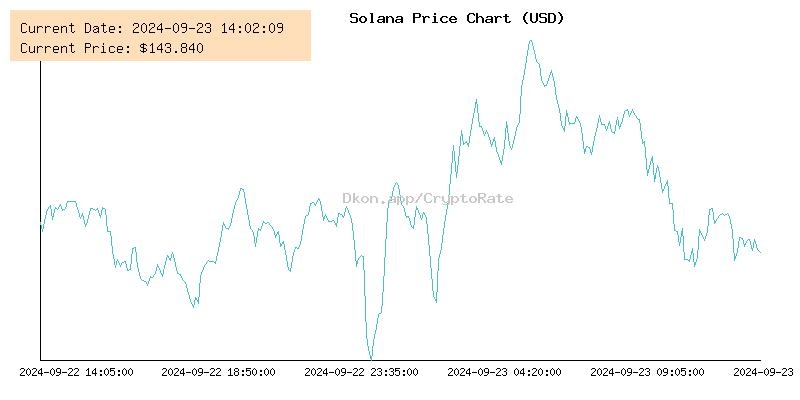 Solana Price Chart (USD)
Current Date: 2024-09-23 14:02:09
Current Price: $143.840
Dkon.app/CryptoRate
2024-09-22 14:05:00 2024-09-22 18:50:00 2024-09-22 23:35:00 2024-09-23 04:20:00 2024-09-23 09:05:00 2024-09-23